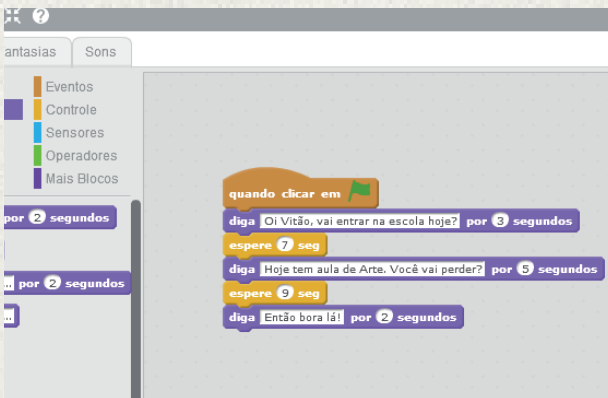 ?
antasias Sons
Eventos
Controle
Sensores
Operadores
Mais Blocos
por 2 segundos
... por 2 segundos
...
quando clicar em
diga Oi Vitão, vai entrar na escola hoje? por 3 segundos
espere 7 seg
diga Hoje tem aula de Arte. Você vai perder? por 5 segundos
espere 9 seg
diga Então bora lá! por 2 segundos